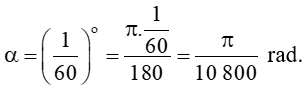 α = (1/60)° = (π.1/60)/180 = π/10 800 rad.